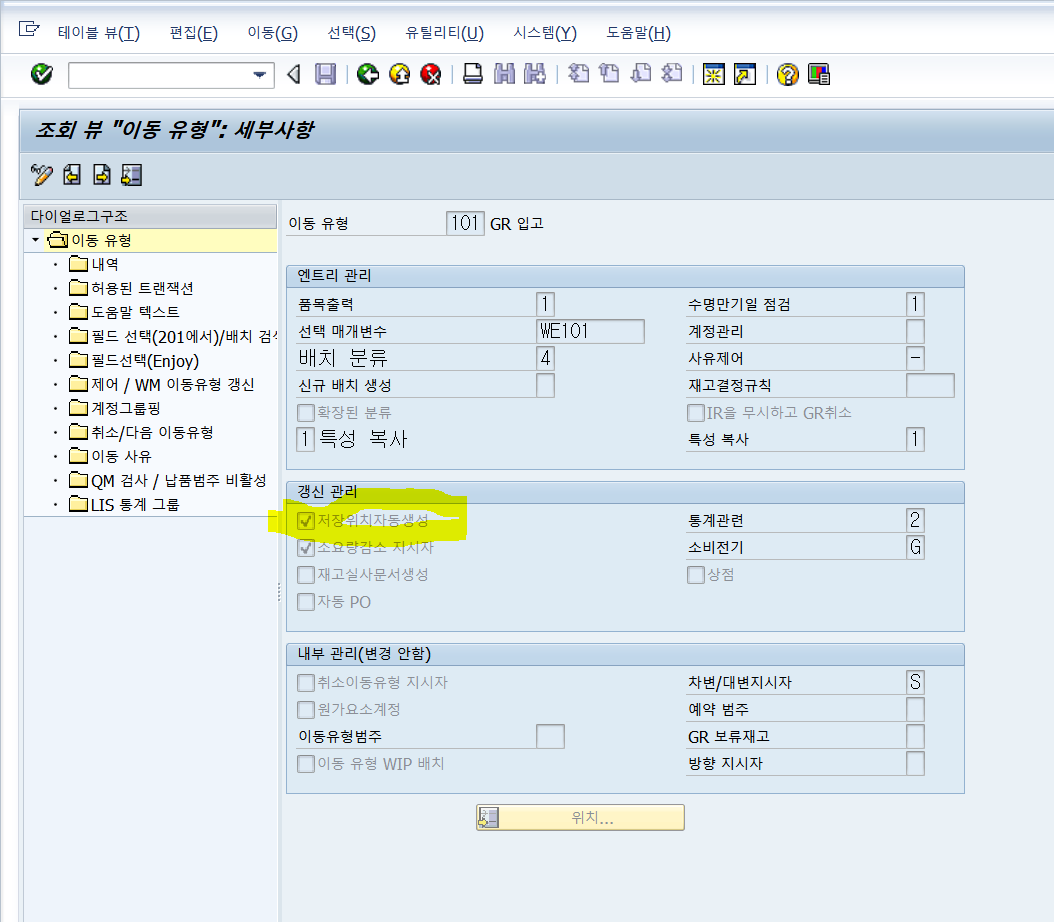 테이블 뷰(T) 편집(E) 이동(G) 선택(S) 유틸리티(U) 시스템(Y) 도움말(H)
조회 뷰 "이동 유형": 세부사항
다이얼로그구조
이동 유형
내역
허용된 트랜잭션
도움말 텍스트
필드 선택(201에서)/배치 검색
필드선택(Enjoy)
제어 / WM 이동유형 갱신
계정그룹핑
취소/다음 이동유형
이동 사유
QM 검사 / 납품범주 비활성
LIS 통계 그룹
이동 유형 101 GR 입고
엔트리 관리
품목출력 1 수명만기일 점검 1
선택 매개변수 WE101 계정관리
배치 분류 4 사유제어 -
신규 배치 생성 재고결정규칙
확장된 분류 IR을 무시하고 GR취소
1 특성 복사 특성 복사 1
갱신 관리
저장위치자동생성 통계관련 2
소요량감소 지시자 소비전기 G
재고실사문서생성 상점
자동 PO
내부 관리(변경 안함)
취소이동유형 지시자 차변/대변지시자 S
원가요소계정 예약 범주
이동유형범주 GR 보류재고
이동 유형 WIP 배치 방향 지시자
위치...